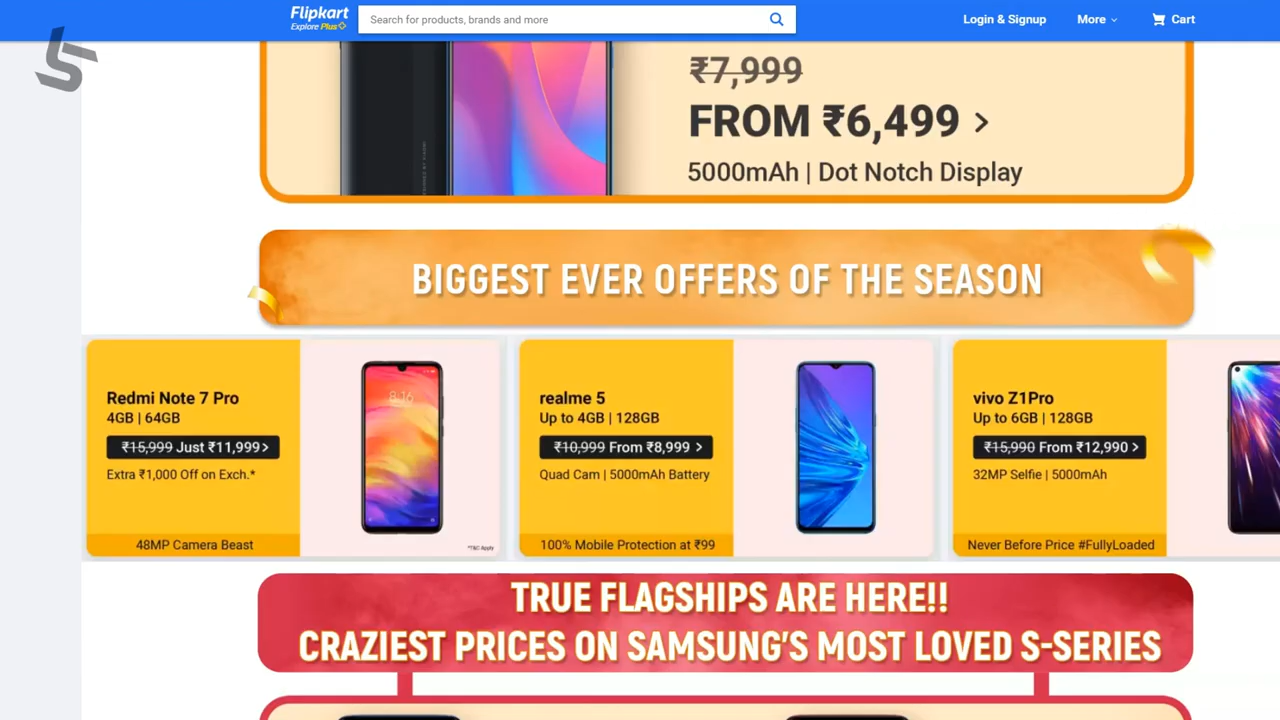 Flipkart
Explore Plus
Search for products, brands and more
Login & Signup
More
Cart
₹7,999
FROM ₹6,499 >
5000mAh | Dot Notch Display
BIGGEST EVER OFFERS OF THE SEASON
Redmi Note 7 Pro
4GB | 64GB
₹15,999 Just ₹11,999 >
Extra ₹1,000 Off on Exch.*
48MP Camera Beast
8:16
*T&C Apply
realme 5
Up to 4GB | 128GB
₹10,999 From ₹8,999 >
Quad Cam | 5000mAh Battery
100% Mobile Protection at ₹99
vivo Z1Pro
Up to 6GB | 128GB
₹15,990 From ₹12,990 >
32MP Selfie | 5000mAh
Never Before Price #FullyLoaded
TRUE FLAGSHIPS ARE HERE!!
CRAZIEST PRICES ON SAMSUNG'S MOST LOVED S-SERIES